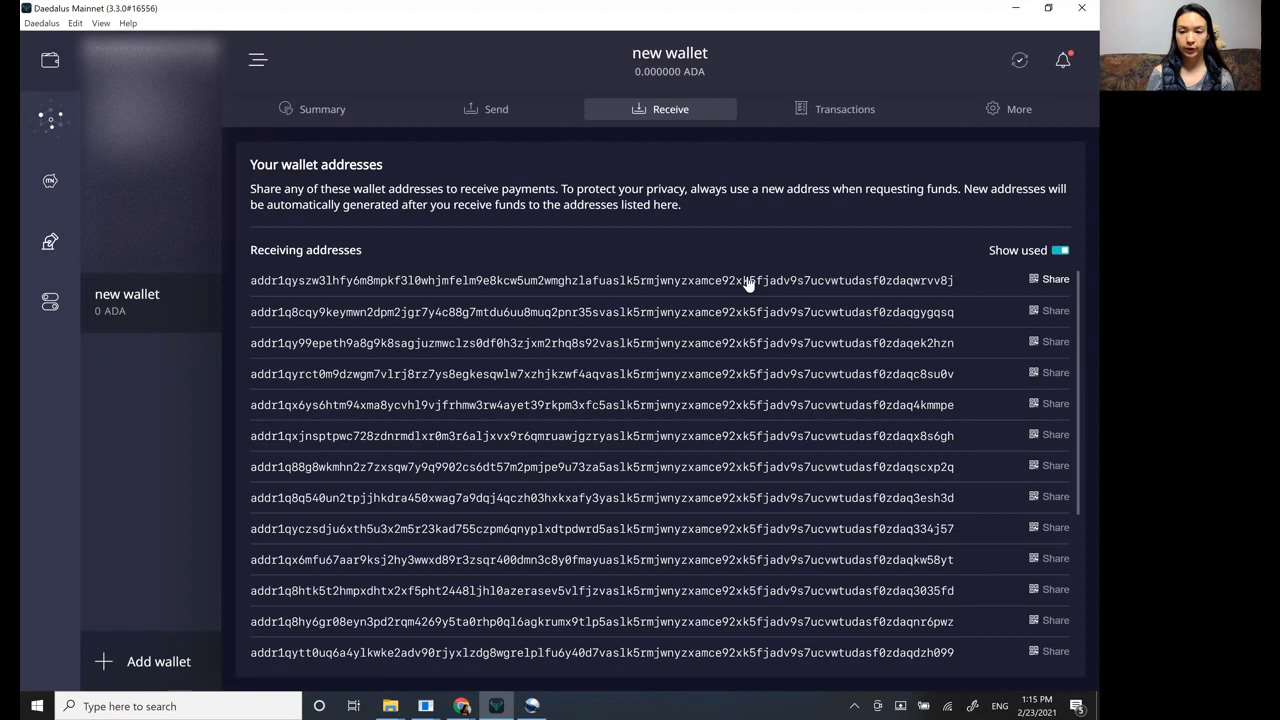 Daedalus Mainnet (3.3.0#16556)
Daedalus Edit View Help
new wallet
0.000000 ADA
Summary Send Receive Transactions More
Your wallet addresses
Share any of these wallet addresses to receive payments. To protect your privacy, always use a new address when requesting funds. New addresses will
be automatically generated after you receive funds to the addresses listed here.
Receiving addresses Show used
addr1qyszw3lhfy6m8mpkf3l0whjmfelm9e8kcw5um2wmghzlafuaslk5rmjwnyzxamce92xk5fjadv9s7ucvwtudasf0zdaqwrvv8j Share
new wallet
0 ADA
addr1q8cqy9keymwn2dpm2jgr7y4c88g7mtdu6uu8muq2pnr35svaslk5rmjwnyzxamce92xk5fjadv9s7ucvwtudasf0zdaqgygqsq Share
addr1qy99epeth9a8g9k8sagjuzmwclzs0df0h3zjxm2rhq8s92vaslk5rmjwnyzxamce92xk5fjadv9s7ucvwtudasf0zdaqek2hzn Share
addr1qyrct0m9dzwgm7vlrj8rz7ys8egkesqwlw7xzhjkzwf4aqvaslk5rmjwnyzxamce92xk5fjadv9s7ucvwtudasf0zdaqc8su0v Share
addr1qx6ys6htm94xma8ycvhl9vjfrhmw3rw4ayet39rkpm3xfc5aslk5rmjwnyzxamce92xk5fjadv9s7ucvwtudasf0zdaq4kmmpe Share
addr1qxjnsptpwc728zdnrmdlxr0m3r6aljxvx9r6qmruawjgzryaslk5rmjwnyzxamce92xk5fjadv9s7ucvwtudasf0zdaqx8s6gh Share
addr1q88g8wkmhn2z7zxsqw7y9q9902cs6dt57m2pmjpe9u73za5aslk5rmjwnyzxamce92xk5fjadv9s7ucvwtudasf0zdaqscxp2q Share
addr1q8q540un2tpjjhkdra450xwag7a9dqj4qczh03hxkxafy3yaslk5rmjwnyzxamce92xk5fjadv9s7ucvwtudasf0zdaq3esh3d Share
addr1qyczsdju6xth5u3x2m5r23kad755czpm6qnyplxdtpdwrd5aslk5rmjwnyzxamce92xk5fjadv9s7ucvwtudasf0zdaq334j57 Share
addr1qx6mfu67aar9ksj2hy3wwxd89r3zsqr400dmn3c8y0fmayuaslk5rmjwnyzxamce92xk5fjadv9s7ucvwtudasf0zdaqkw58yt Share
addr1q8htk5t2hmpxdhtx2xf5pht2448ljhl0azerasev5vlfjzvaslk5rmjwnyzxamce92xk5fjadv9s7ucvwtudasf0zdaq3035fd Share
addr1q8hy6gr08eyn3pd2rqm4269y5ta0rhp0ql6agkrumx9tlp5aslk5rmjwnyzxamce92xk5fjadv9s7ucvwtudasf0zdaqnr6pwz Share
addr1qytt0uq6a4ylkwke2adv90rjyxlzdg8wgrelplfu6y40d7vaslk5rmjwnyzxamce92xk5fjadv9s7ucvwtudasf0zdaqdzh099 Share
Add wallet
Type here to search
ENG
1:15 PM
2/23/2021
5